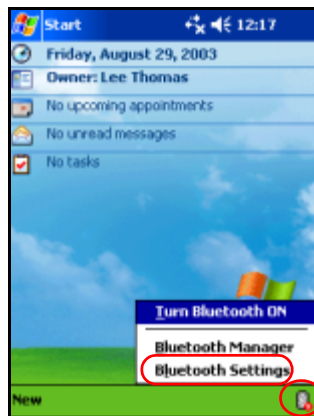 Start 12:17
Friday, August 29, 2003
Owner: Lee Thomas
No upcoming appointments
No unread messages
No tasks
Turn Bluetooth ON
Bluetooth Manager
Bluetooth Settings
New